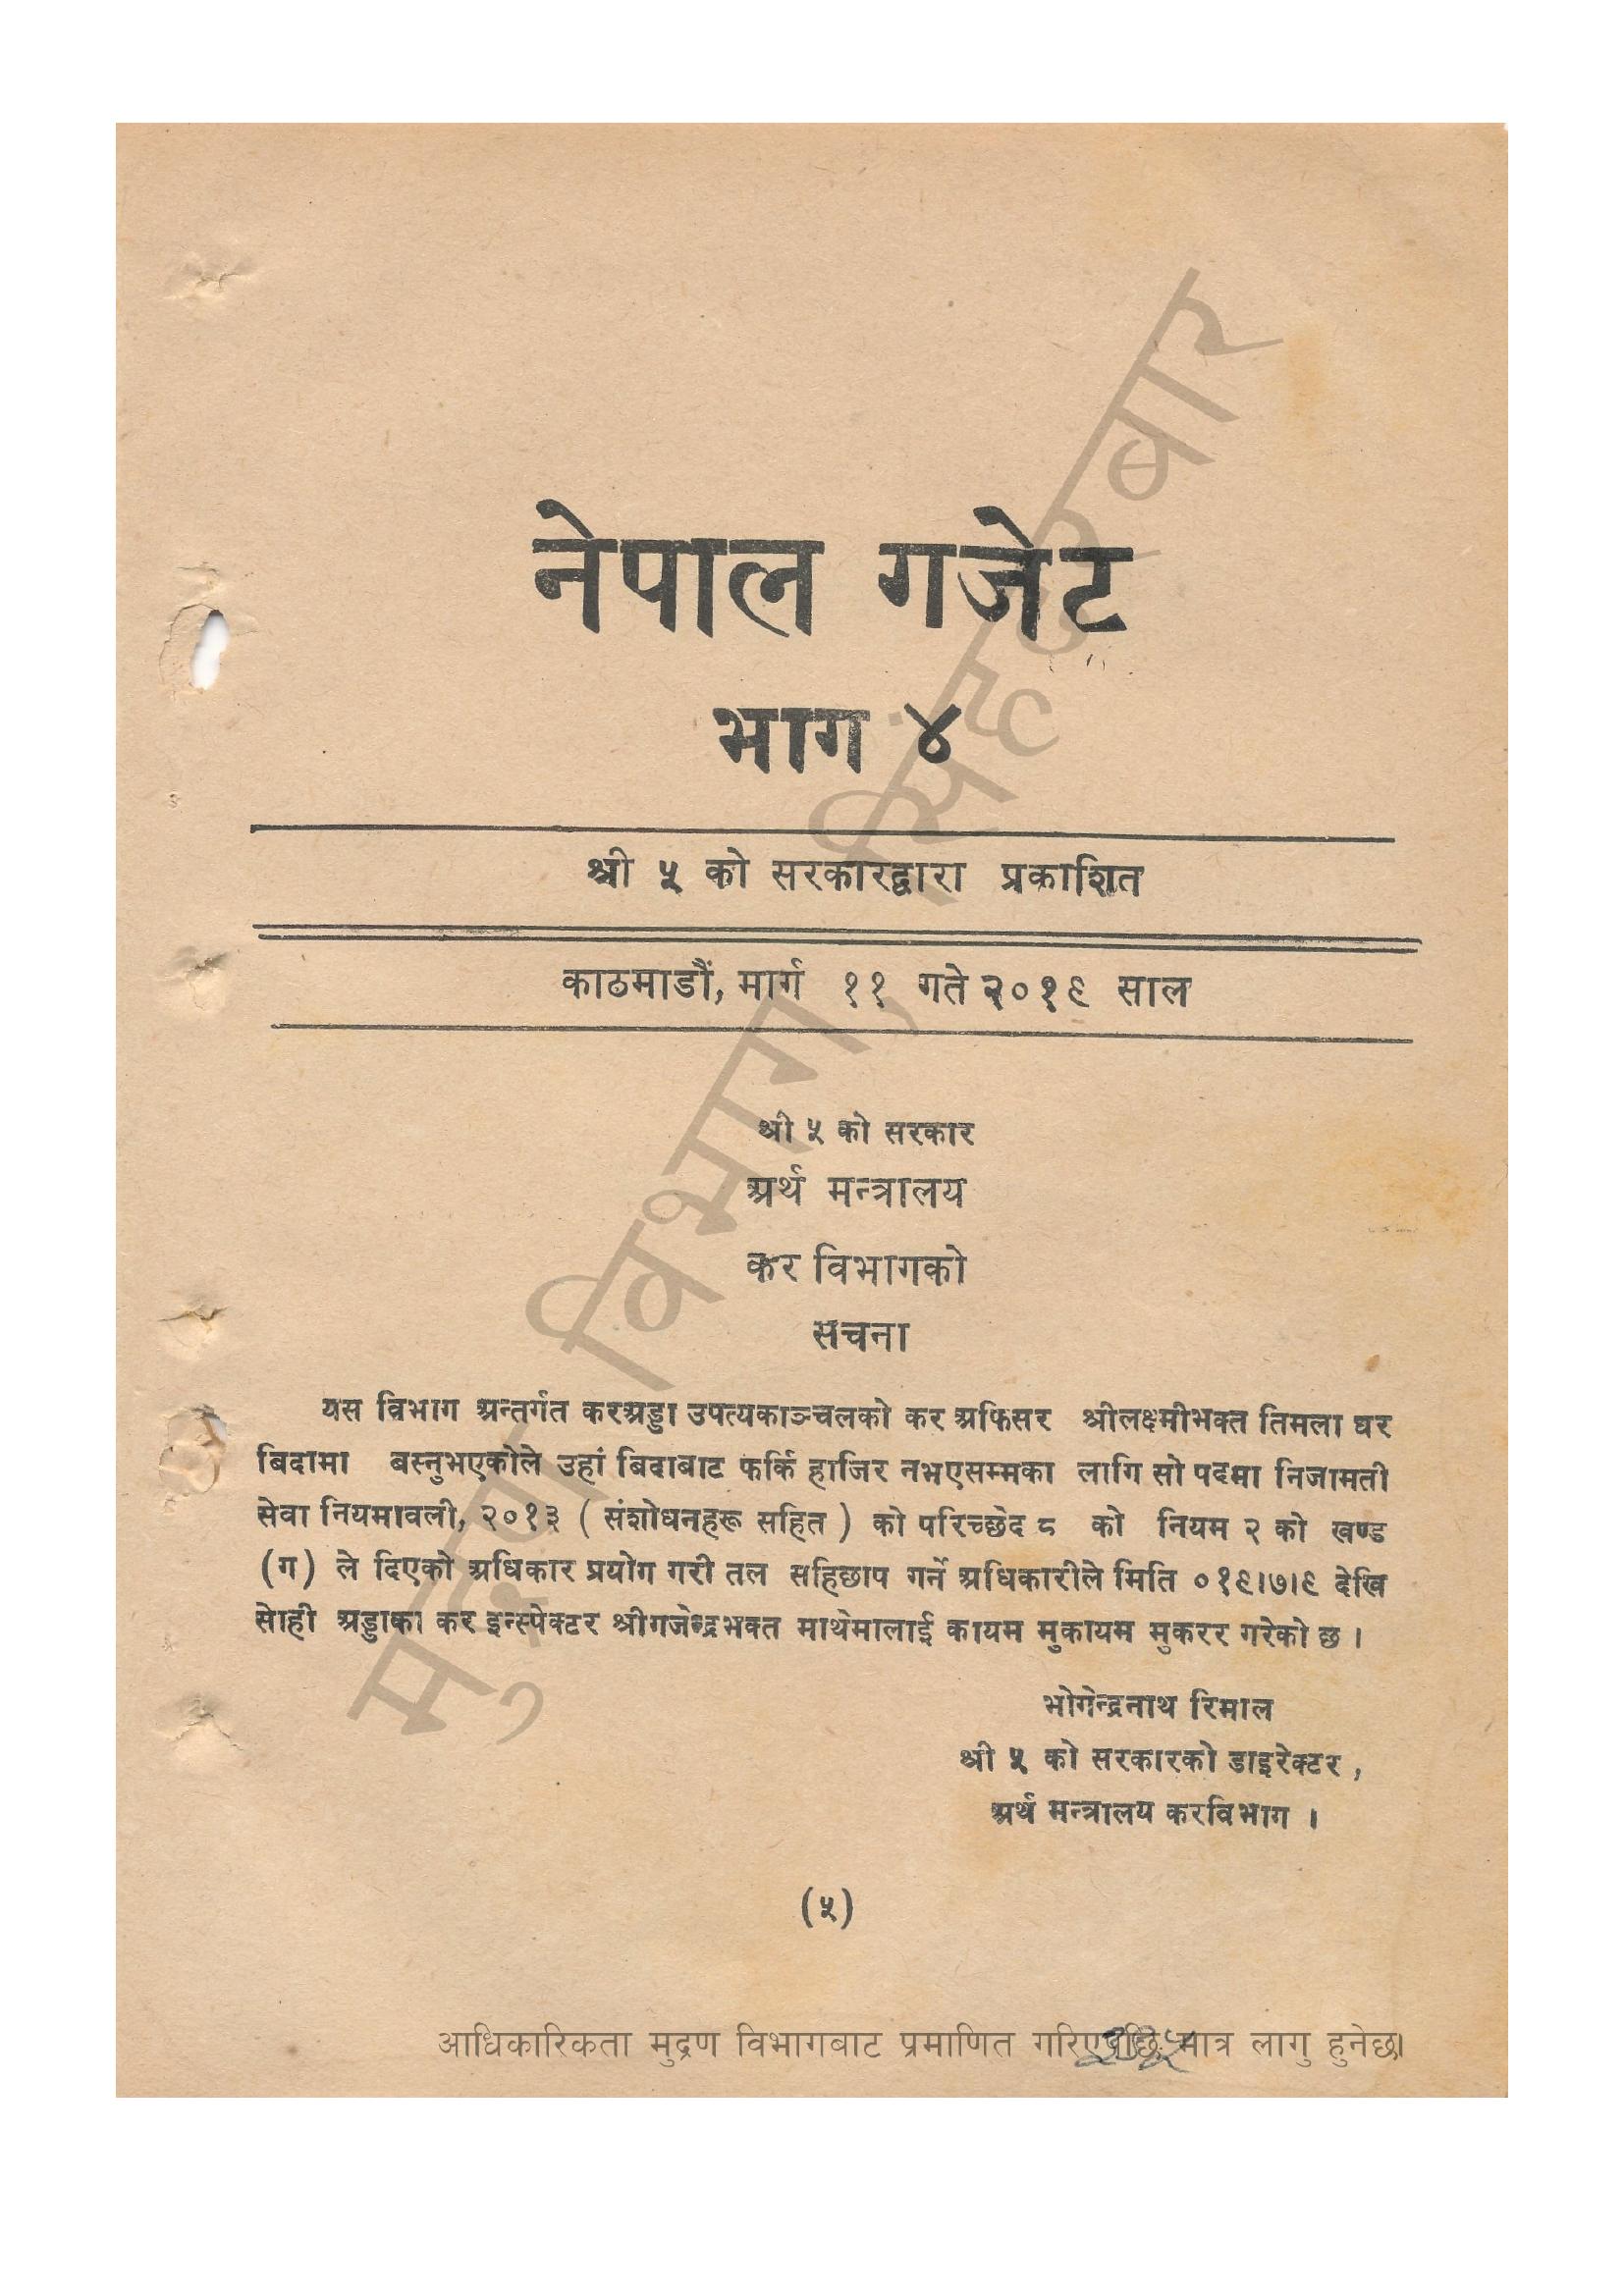 नेपाल गजेट
भाग ४
श्री ५ को सरकारद्वारा प्रकाशित
काठमाडौं, मार्ग ११ गते २०१९ साल
श्री ५ को सरकार
अर्थ मन्त्रालय
कर विभागको
सचना
यस विभाग अन्तर्गत करअड्डा उपत्यकाञ्चलको कर अफिसर श्रीलक्ष्मीभक्त तिमला घर
बिदामा बस्नुभएकोले उहां बिदाबाट फर्कि हाजिर नभएसम्मका लागि सो पदमा निजामती
सेवा नियमावली, २०१३ ( संशोधनहरू सहित ) को परिच्छेद ८ को नियम २ को खण्ड
(ग) ले दिएको अधिकार प्रयोग गरी तल सहिछाप गर्ने अधिकारीले मिति ०१९।७।९ देखि
सोही अड्डाका कर इन्स्पेक्टर श्रीगजेन्द्रभक्त माथेमालाई कायम मुकायम मुकरर गरेको छ ।
भोगेन्द्रनाथ रिमाल
श्री ५ को सरकारको डाइरेक्टर ,
अर्थ मन्त्रालय करविभाग ।
(५)
मुद्रण विभाग, सिंहदरबार
आधिकारिकता मुद्रण विभागबाट प्रमाणित गरिएपछि मात्र लागु हुनेछ।